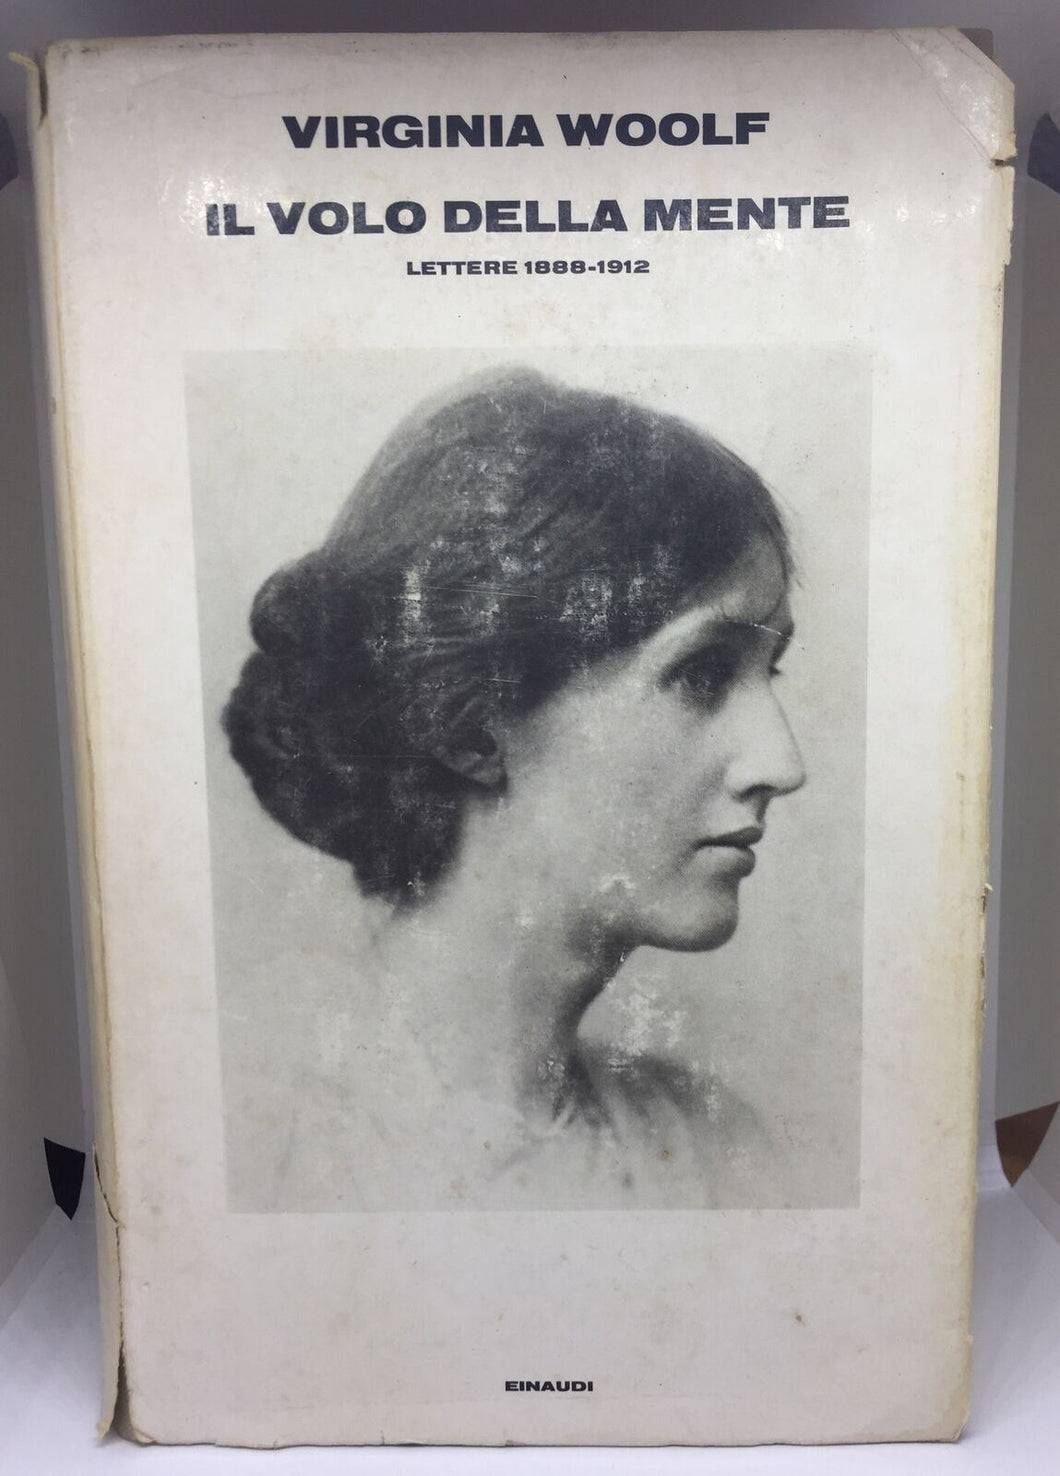 VIRGINIA WOOLF
IL VOLO DELLA MENTE
LETTERE 1888-1912
EINAUDI